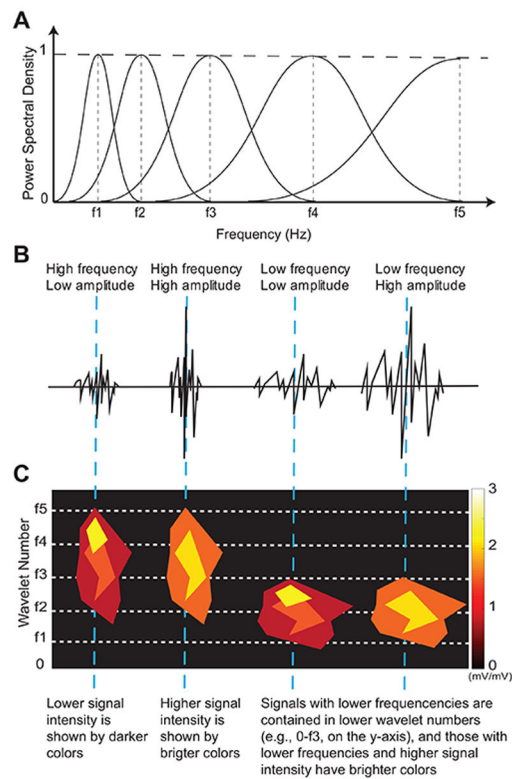 A
1
Power Spectral Density
0
f1 f2 f3 f4 f5
Frequency (Hz)
B
High frequency
Low amplitude
High frequency
High amplitude
Low frequency
Low amplitude
Low frequency
High amplitude
C
Wavelet Number
f5
f4
f3
f2
f1
0
3
2
1
0
(mv/mv)
Lower signal
intensity is
shown by darker
colors
Higher signal
intensity is
shown by
brigter colors
Signals with lower frequencencies are
contained in lower wavelet numbers
(e.g., 0-f3, on the y-axis), and those with
lower frequencies and higher signal
intensity have brighter colors